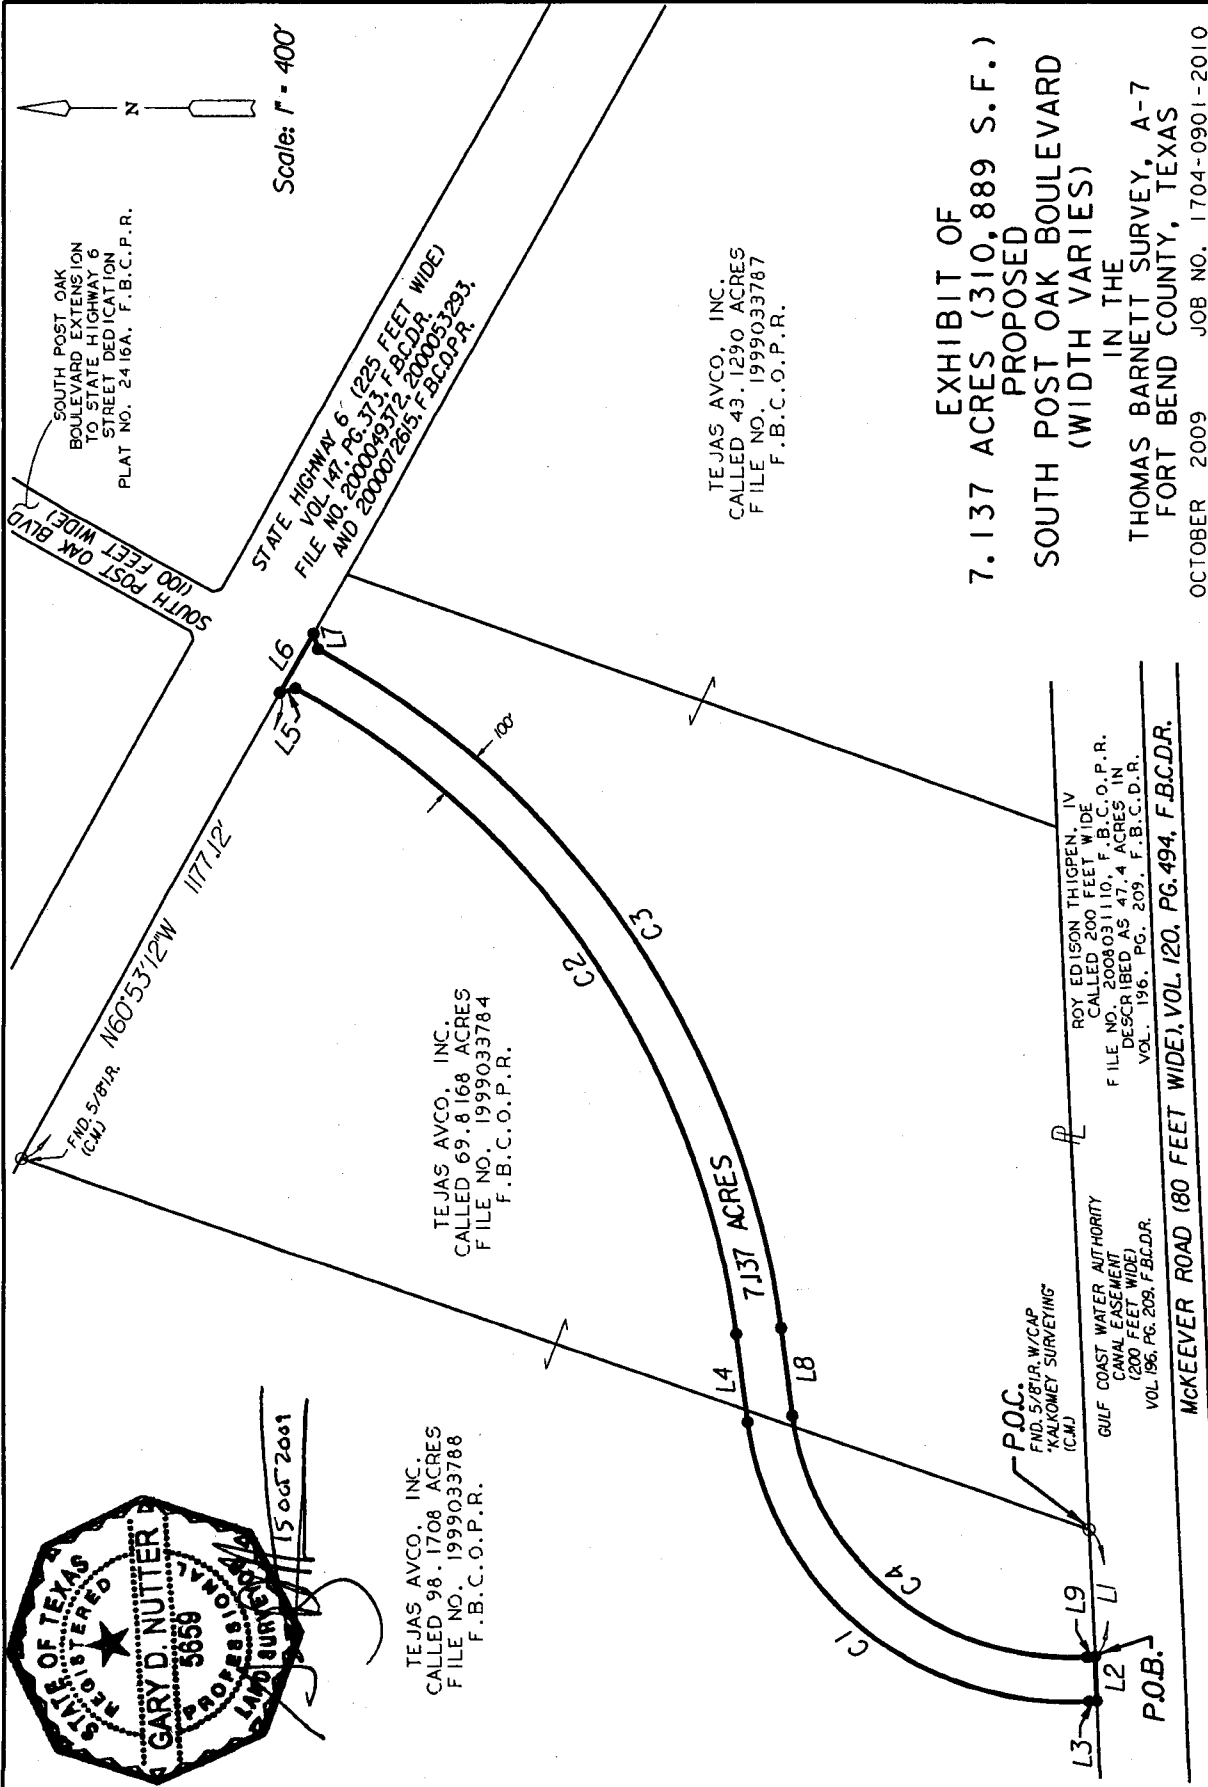 SOUTH POST OAK
BOULEVARD EXTENSION
TO STATE HIGHWAY 6
STREET DEDICATION
PLAT NO. 2416A, F.B.C.P.R.
N
Scale: 1" = 400'
SOUTH POST OAK BLVD
(100 FEET WIDE)
STATE HIGHWAY 6 (225 FEET WIDE)
VOL. 147, PG. 373, F.B.C.D.R.
FILE NO. 2000049372, 2000053293,
AND 2000072615, F.B.C.O.P.R.
FND. 5/8" I.R.
(C.M.)
N60°53'12"W 1177.12'
L5
L6
L7
100'
C2
C3
TEJAS AVCO, INC.
CALLED 43.1290 ACRES
FILE NO. 1999033787
F.B.C.O.P.R.
TEJAS AVCO, INC.
CALLED 69.8168 ACRES
FILE NO. 1999033784
F.B.C.O.P.R.
7.137 ACRES
L4
L8
STATE OF TEXAS
REGISTERED
GARY D. NUTTER
5659
PROFESSIONAL
LAND SURVEYOR
15 OCT 2009
TEJAS AVCO, INC.
CALLED 98.1708 ACRES
FILE NO. 1999033788
F.B.C.O.P.R.
C1
C4
P.O.C.
FND. 5/8" I.R. W/CAP
"KALKOMEY SURVEYING"
(C.M.)
L9
L1
L2
L3
P.O.B.
PL
GULF COAST WATER AUTHORITY
CANAL EASEMENT
(200 FEET WIDE)
VOL. 196, PG. 209, F.B.C.D.R.
ROY EDISON THIGPEN, IV
CALLED 200 FEET WIDE
FILE NO. 2008031110, F.B.C.O.P.R.
DESCRIBED AS 47.4 ACRES IN
VOL. 196, PG. 209, F.B.C.D.R.
McKEEVER ROAD (80 FEET WIDE), VOL. 120, PG. 494, F.B.C.D.R.
EXHIBIT OF
7.137 ACRES (310,889 S.F.)
PROPOSED
SOUTH POST OAK BOULEVARD
(WIDTH VARIES)
IN THE
THOMAS BARNETT SURVEY, A-7
FORT BEND COUNTY, TEXAS
OCTOBER 2009 JOB NO. 1704-0901-2010